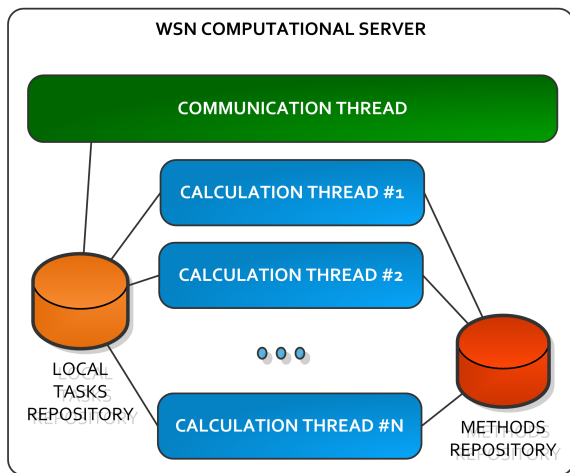 WSN COMPUTATIONAL SERVER
COMMUNICATION THREAD
CALCULATION THREAD #1
CALCULATION THREAD #2
CALCULATION THREAD #N
LOCAL
TASKS
REPOSITORY
METHODS
REPOSITORY